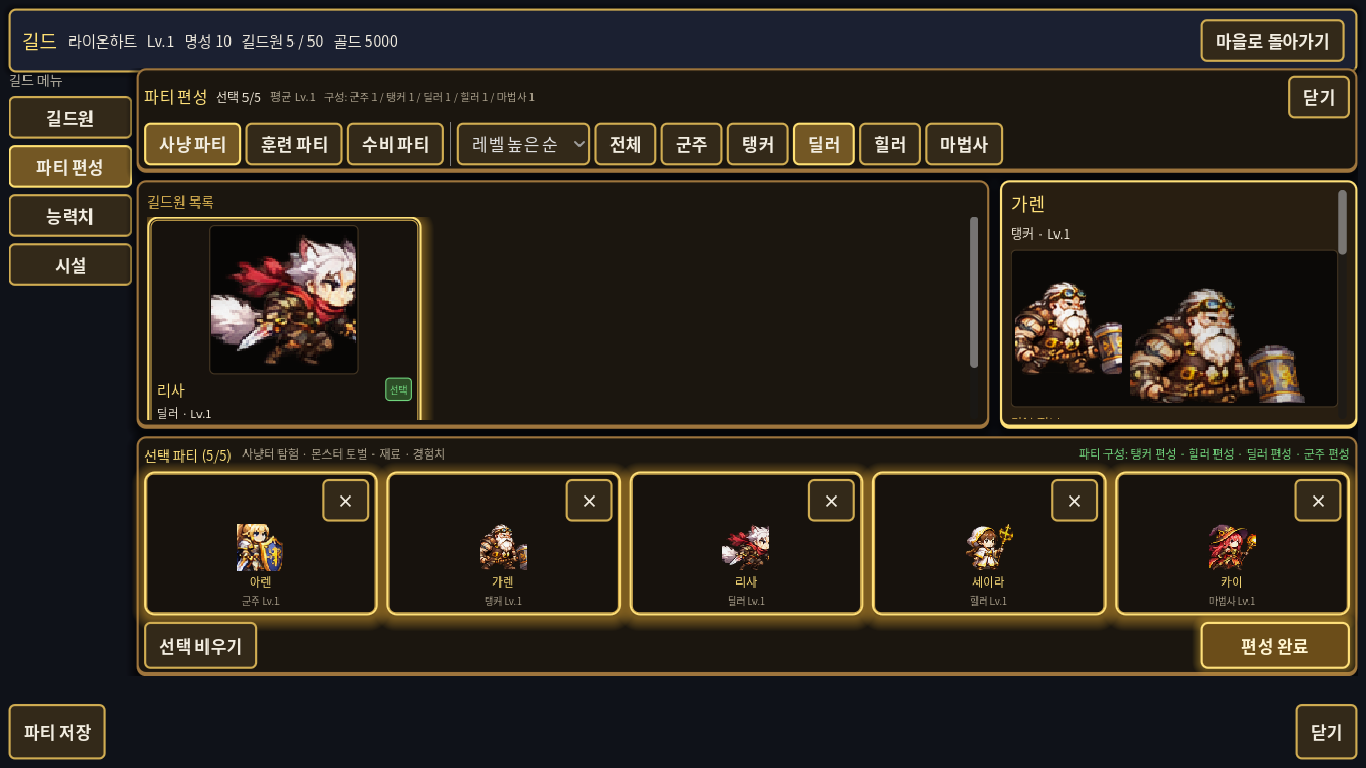 길드 라이온하트 Lv.1 명성 10 길드원 5 / 50 골드 5000
마을로 돌아가기
길드 메뉴
길드원
파티 편성
능력치
시설
파티 편성 선택 5/5 평균 Lv.1 구성: 군주 1 / 탱커 1 / 딜러 1 / 힐러 1 / 마법사 1
닫기
사냥 파티 훈련 파티 수비 파티 레벨 높은 순 전체 군주 탱커 딜러 힐러 마법사
길드원 목록
리사
선택
딜러 · Lv.1
가렌
탱커 - Lv.1
선택 파티 (5/5) 사냥터 탐험 · 몬스터 토벌 · 재료 · 경험치
파티 구성: 탱커 편성 - 힐러 편성 · 딜러 편성 · 군주 편성
× × × × ×
아렌 가렌 리사 세이라 카이
군주 Lv.1 탱커 Lv.1 딜러 Lv.1 힐러 Lv.1 마법사 Lv.1
선택 비우기
편성 완료
파티 저장
닫기